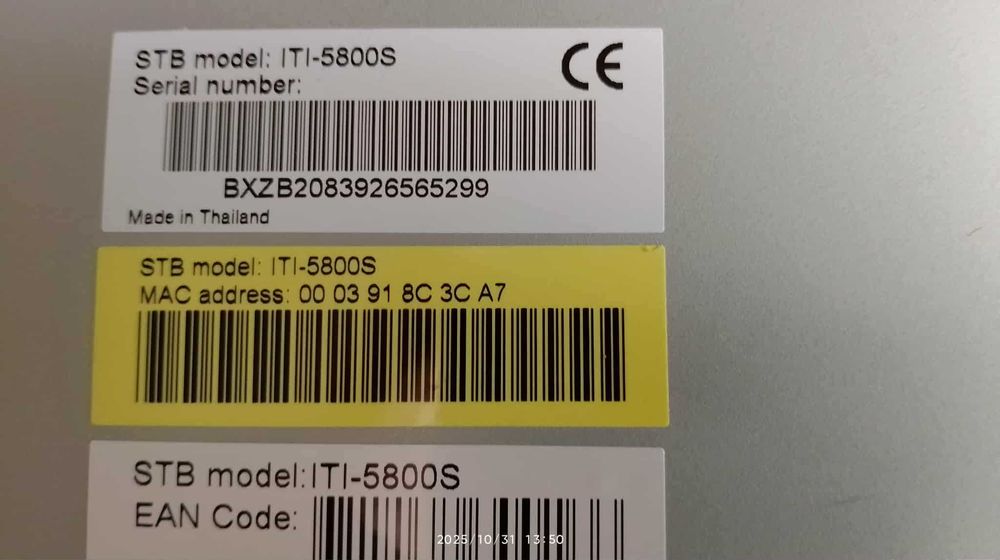 STB model: ITI-5800S
Serial number:
BXZB2083926565299
Made in Thailand
CE
STB model: ITI-5800S
MAC address: 00 03 91 8C 3C A7
STB model:ITI-5800S
EAN Code:
2025/10/31 13:50